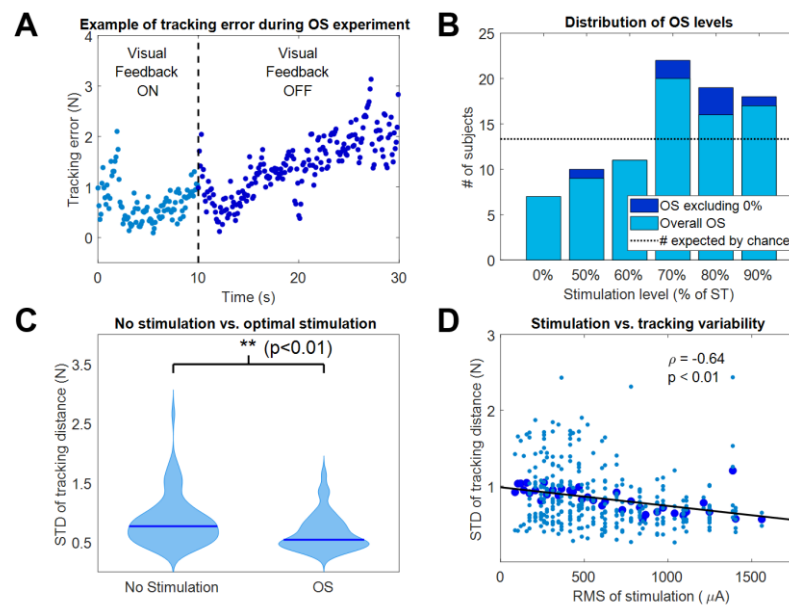 A
Example of tracking error during OS experiment
Visual
Feedback
ON
Visual
Feedback
OFF
Tracking error (N)
4
3
2
1
0
0
10
20
30
Time (s)
B
Distribution of OS levels
# of subjects
25
20
15
10
5
0
OS excluding 0%
Overall OS
# expected by chance
0%
50%
60%
70%
80%
90%
Stimulation level (% of ST)
C
No stimulation vs. optimal stimulation
** (p<0.01)
STD of tracking distance (N)
3.5
2.5
1.5
0.5
No Stimulation
OS
D
Stimulation vs. tracking variability
ρ = -0.64
p < 0.01
STD of tracking distance (N)
3
2
1
0
0
500
1000
1500
RMS of stimulation ( μA)